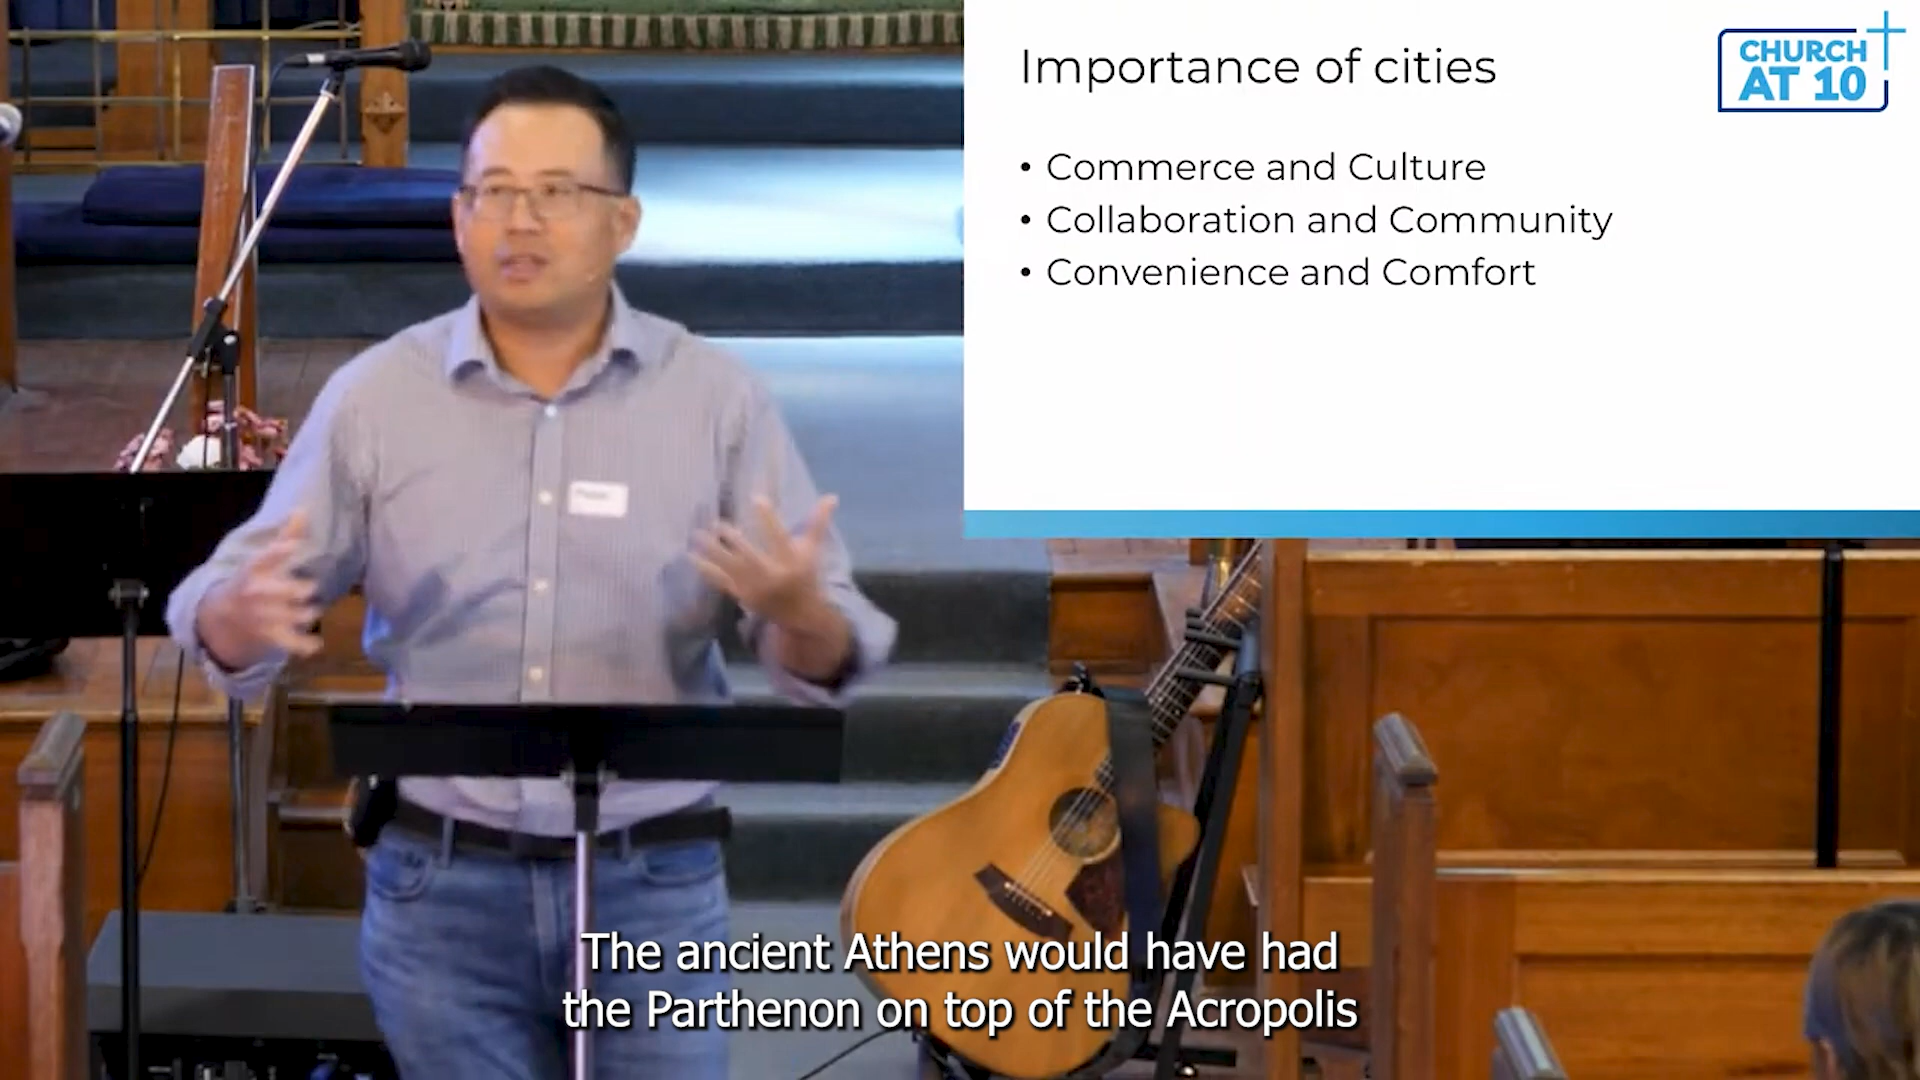 Importance of cities
CHURCH
AT 10
• Commerce and Culture
• Collaboration and Community
• Convenience and Comfort
The ancient Athens would have had
the Parthenon on top of the Acropolis